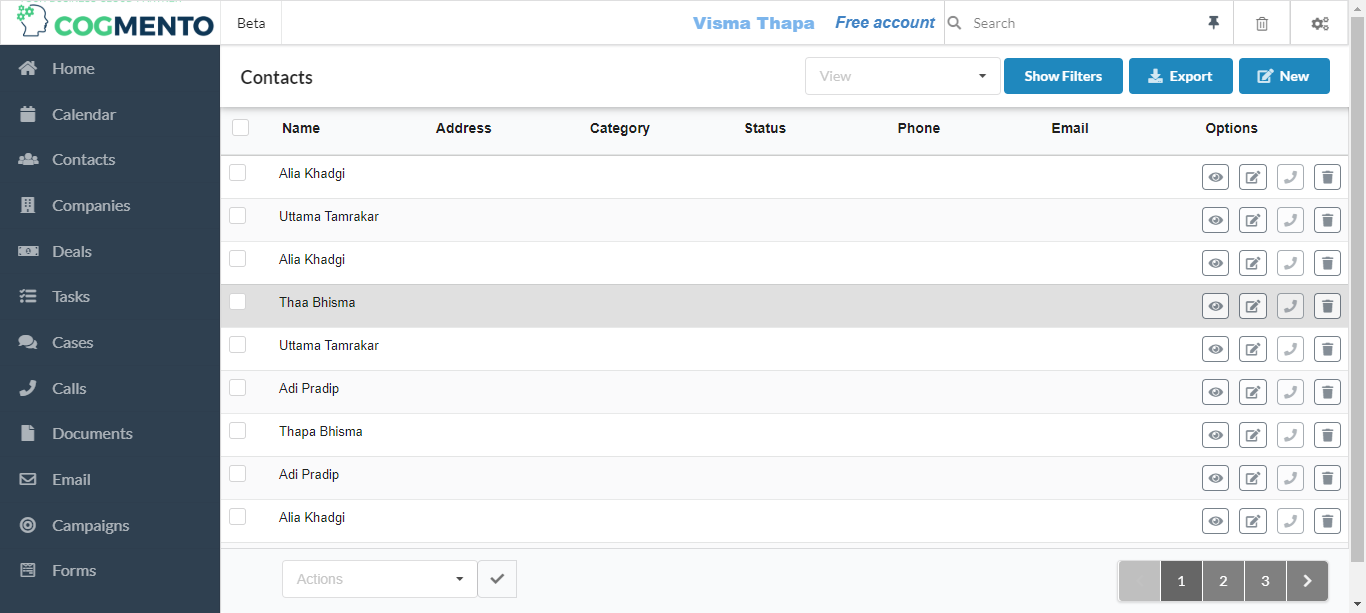 COGMENTO
Beta
Visma Thapa
Free account
Search
Home
Calendar
Contacts
Companies
Deals
Tasks
Cases
Calls
Documents
Email
Campaigns
Forms
Contacts
View
Show Filters
Export
New
Name Address Category Status Phone Email Options
Alia Khadgi
Uttama Tamrakar
Alia Khadgi
Thaa Bhisma
Uttama Tamrakar
Adi Pradip
Thapa Bhisma
Adi Pradip
Alia Khadgi
Actions
1 2 3